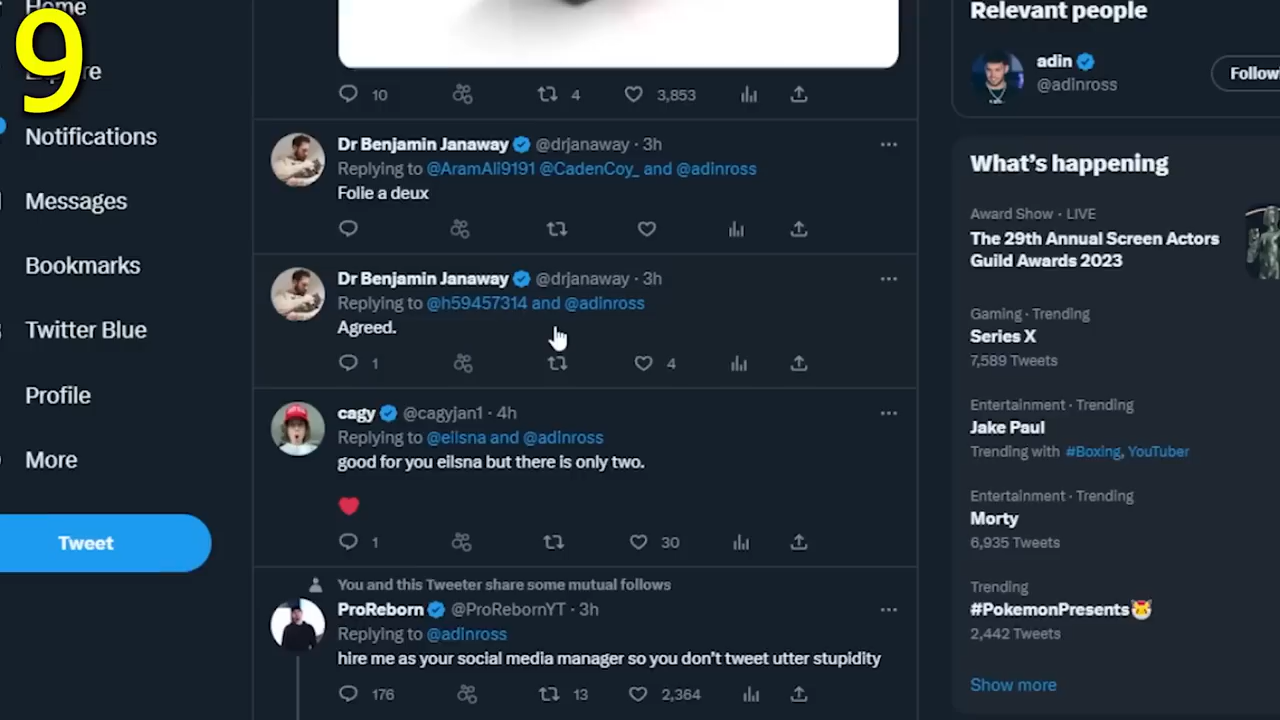 9
Home
Explore
Notifications
Messages
Bookmarks
Twitter Blue
Profile
More
Tweet
10
4
3,853
Dr Benjamin Janaway @drjanaway · 3h
Replying to @AramAli9191 @CadenCoy_ and @adinross
Folie a deux
Dr Benjamin Janaway @drjanaway · 3h
Replying to @h59457314 and @adinross
Agreed.
1
4
cagy @cagyjan1 · 4h
Replying to @eilsna and @adinross
good for you eilsna but there is only two.
1
30
You and this Tweeter share some mutual follows
ProReborn @ProRebornYT · 3h
Replying to @adinross
hire me as your social media manager so you don't tweet utter stupidity
176
13
2,364
Relevant people
adin
@adinross
Follow
What's happening
Award Show · LIVE
The 29th Annual Screen Actors
Guild Awards 2023
Gaming · Trending
Series X
7,589 Tweets
Entertainment · Trending
Jake Paul
Trending with #Boxing, YouTuber
Entertainment · Trending
Morty
6,935 Tweets
Trending
#PokemonPresents
2,442 Tweets
Show more